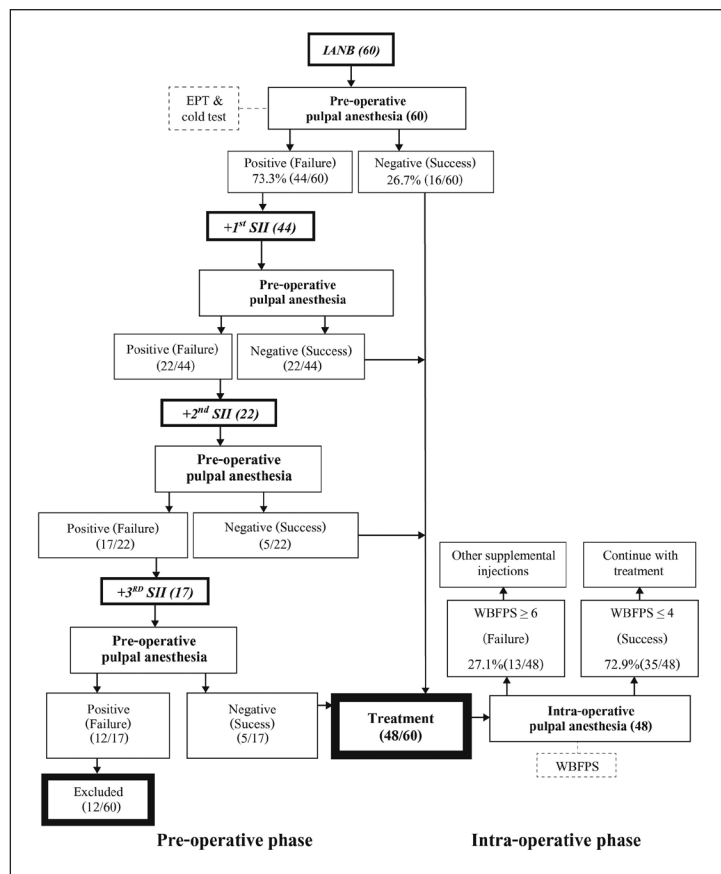 IANB (60)
EPT &
cold test
Pre-operative
pulpal anesthesia (60)
Positive (Failure)
73.3% (44/60)
Negative (Success)
26.7% (16/60)
+1st SII (44)
Pre-operative
pulpal anesthesia
Positive (Failure)
(22/44)
Negative (Success)
(22/44)
+2nd SII (22)
Pre-operative
pulpal anesthesia
Positive (Failure)
(17/22)
Negative (Success)
(5/22)
+3RD SII (17)
Pre-operative
pulpal anesthesia
Positive
(Failure)
(12/17)
Negative
(Sucess)
(5/17)
Excluded
(12/60)
Treatment
(48/60)
Other supplemental
injections
Continue with
treatment
WBFPS ≥ 6
(Failure)
27.1%(13/48)
WBFPS ≤ 4
(Success)
72.9%(35/48)
Intra-operative
pulpal anesthesia (48)
WBFPS
Pre-operative phase
Intra-operative phase